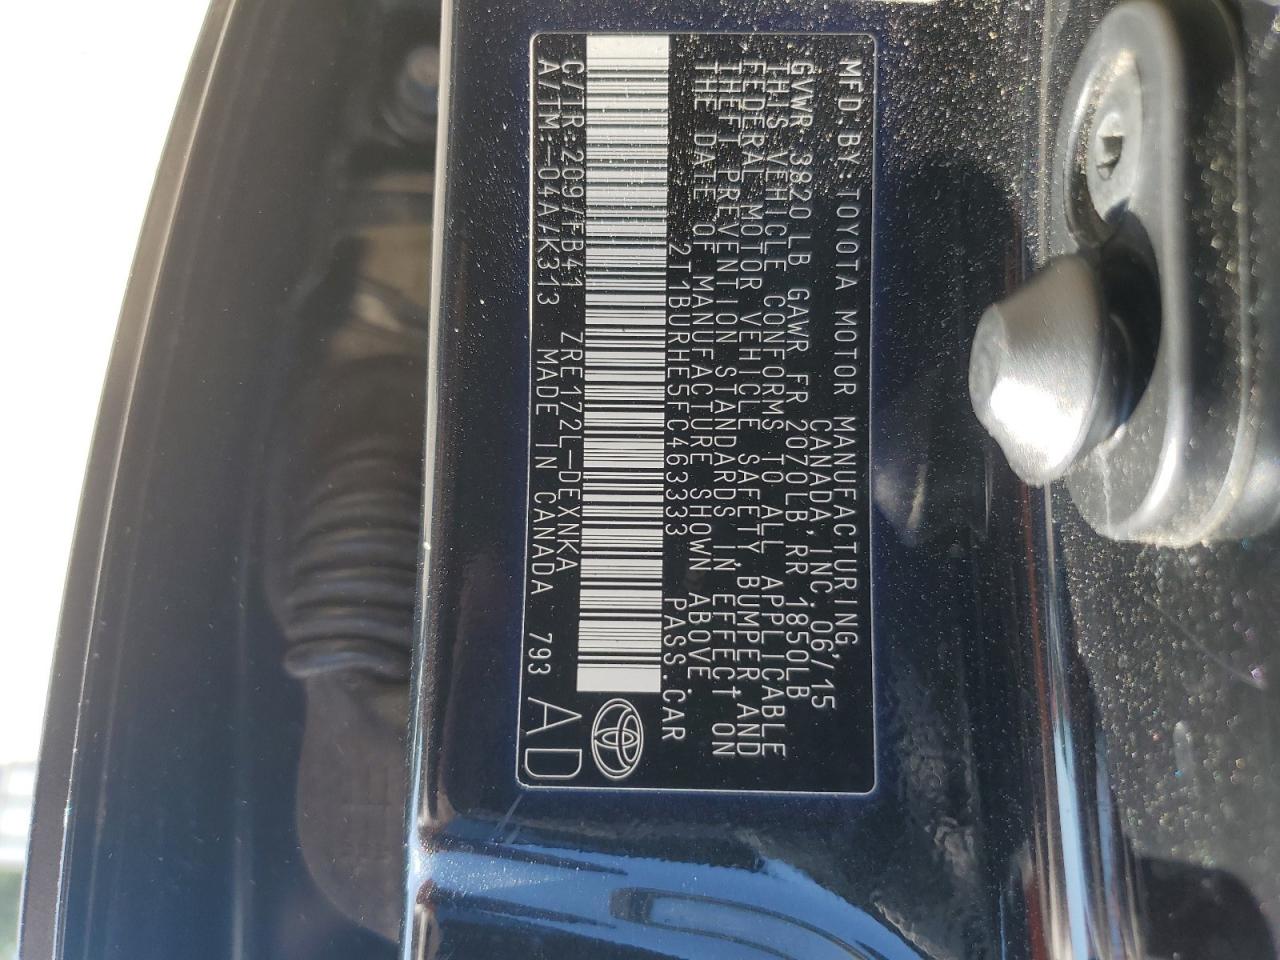 MFD.BY:TOYOTA MOTOR MANUFACTURING,
CANADA,INC.06/15
GVWR 3820 LB GAWR FR 2070LB,RR 1850LB
THIS VEHICLE CONFORMS TO ALL APPLICABLE
FEDERAL MOTOR VEHICLE SAFETY,BUMPER,AND
THEFT PREVENTION STANDARDS IN EFFECT ON
THE DATE OF MANUFACTURE SHOWN ABOVE.
2T1BURHE5FC463333 PASS.CAR
C/TR:209/FB41 ZRE172L-DEXNKA
A/TM:-04A/K313 MADE IN CANADA 793
AD